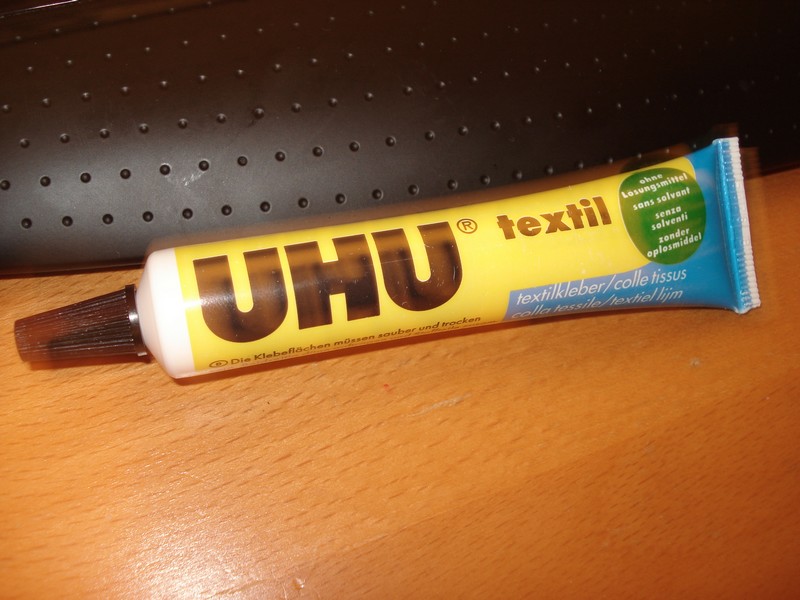 UHU® textil
ohne
Lösungsmittel
sans solvant
senza
solventi
zonder
oplosmiddel
textilkleber/colle tissus
colla tessile/textiel lijm
D Die Klebeflächen müssen sauber und trocken